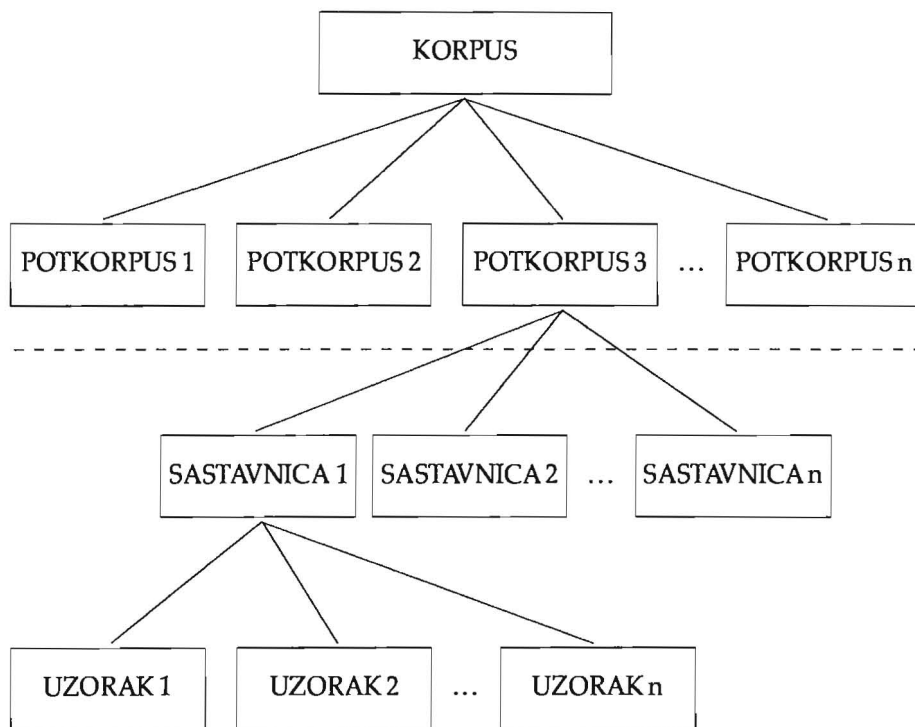 KORPUS
POTKORPUS 1 POTKORPUS 2 POTKORPUS 3 ... POTKORPUS n
SASTAVNICA 1 SASTAVNICA 2 ... SASTAVNICA n
UZORAK 1 UZORAK 2 ... UZORAK n